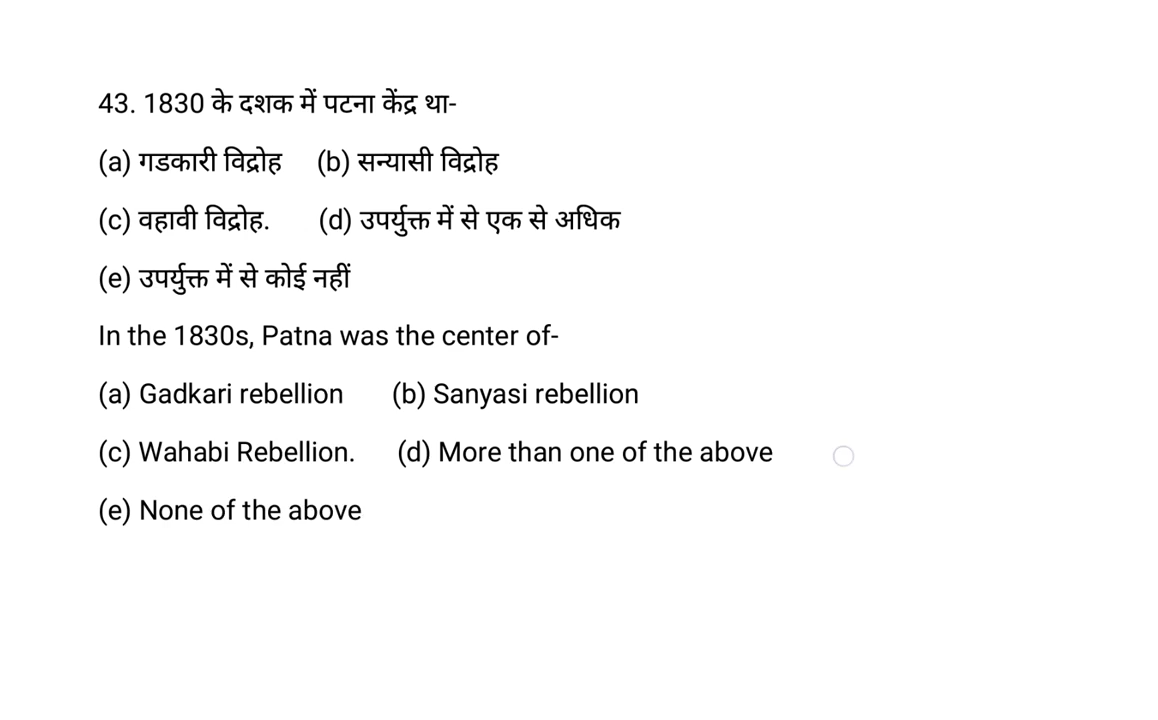 43. 1830 के दशक में पटना केंद्र था-
(a) गडकारी विद्रोह (b) सन्यासी विद्रोह
(c) वहावी विद्रोह. (d) उपर्युक्त में से एक से अधिक
(e) उपर्युक्त में से कोई नहीं
In the 1830s, Patna was the center of-
(a) Gadkari rebellion (b) Sanyasi rebellion
(c) Wahabi Rebellion. (d) More than one of the above
(e) None of the above